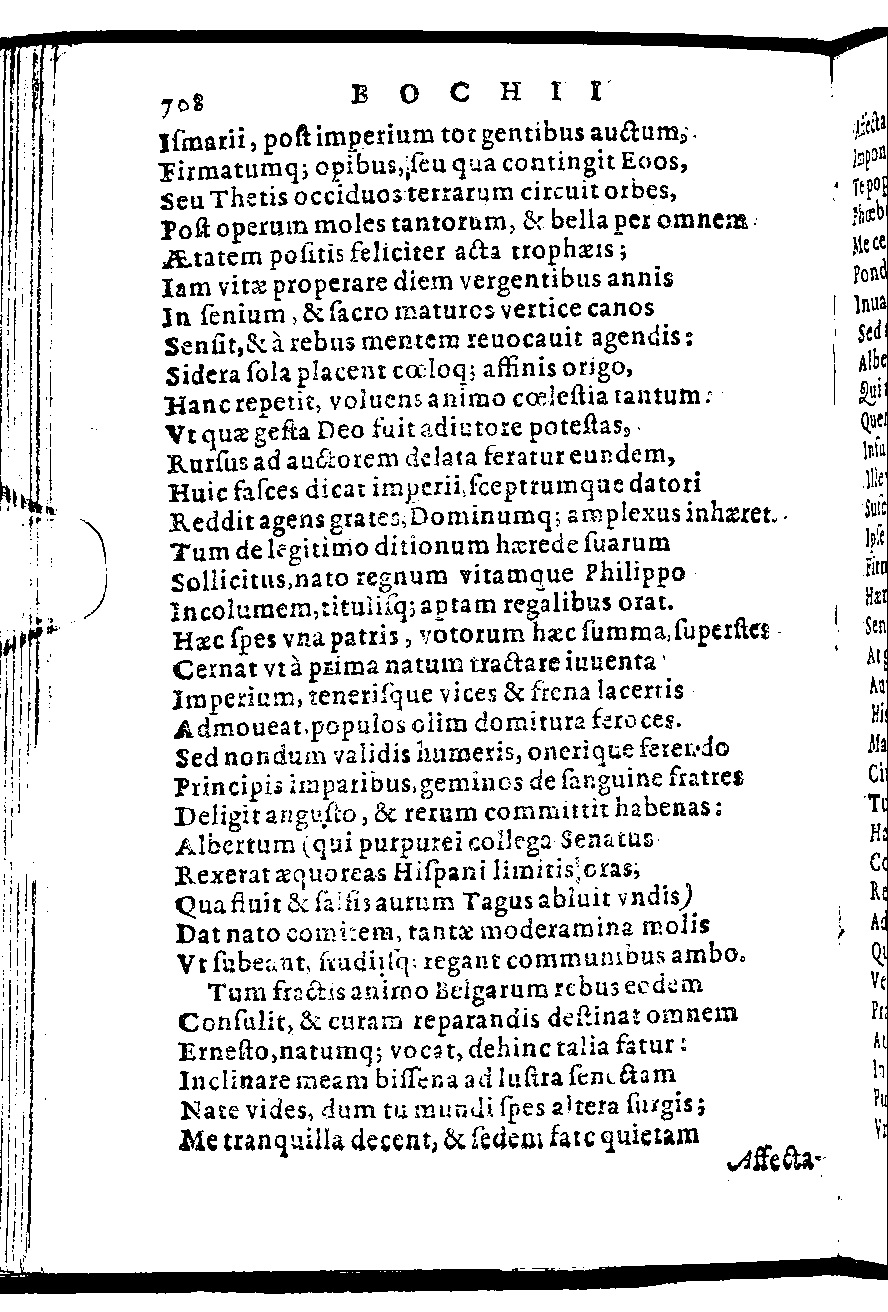 708 BOCHII
Iſmarii, poſt imperium tot gentibus auctum,
Firmatumq; opibus, ſeu qua contingit Eoos,
Seu Thetis occiduos terrarum circuit orbes,
Poſt operum moles tantorum, & bella per omnem
Ætatem poſitis feliciter acta trophæis;
Iam vitæ properare diem vergentibus annis
In ſenium, & ſacro maturos vertice canos
Senſit, & à rebus mentem reuocauit agendis:
Sidera ſola placent cœloq; affinis origo,
Hanc repetit, voluens animo cœleſtia tantum:
Vt quæ geſta Deo fuit adiutore poteſtas,
Rurſus ad auctorem delata feratur eundem,
Huic faſces dicat imperii, ſceptrumque datori
Reddit agens grates, Dominumq; amplexus inhæret.
Tum de legitimo ditionum hærede ſuarum
Sollicitus, nato regnum vitamque Philippo
Incolumem, tituliſq; aptam regalibus orat.
Hæc ſpes vna patris, votorum hæc ſumma, ſuperſtes
Cernat vt à prima natum tractare iuuenta
Imperium, teneriſque vices & frena lacertis
Admoueat, populos olim domitura feroces.
Sed nondum validis humeris, onerique ferendo
Principis imparibus, geminos de ſanguine fratres
Deligit anguſto, & rerum committit habenas:
Albertum (qui purpurei collega Senatus
Rexerat æquoreas Hiſpani limitis oras;
Qua fluit & ſalſis aurum Tagus abluit vndis)
Dat nato comitem, tantæ moderamina molis
Vt ſubeant, ſtudiiſq; regant communibus ambo.
Tum fractis animo Belgarum rebus eodem
Conſulit, & curam reparandis deſtinat omnem
Erneſto, natumq; vocat, dehinc talia fatur:
Inclinare meam biſſena ad luſtra ſenectam
Nate vides, dum tu mundi ſpes altera ſurgis;
Me tranquilla decent, & ſedem fate quietam
Affecta-